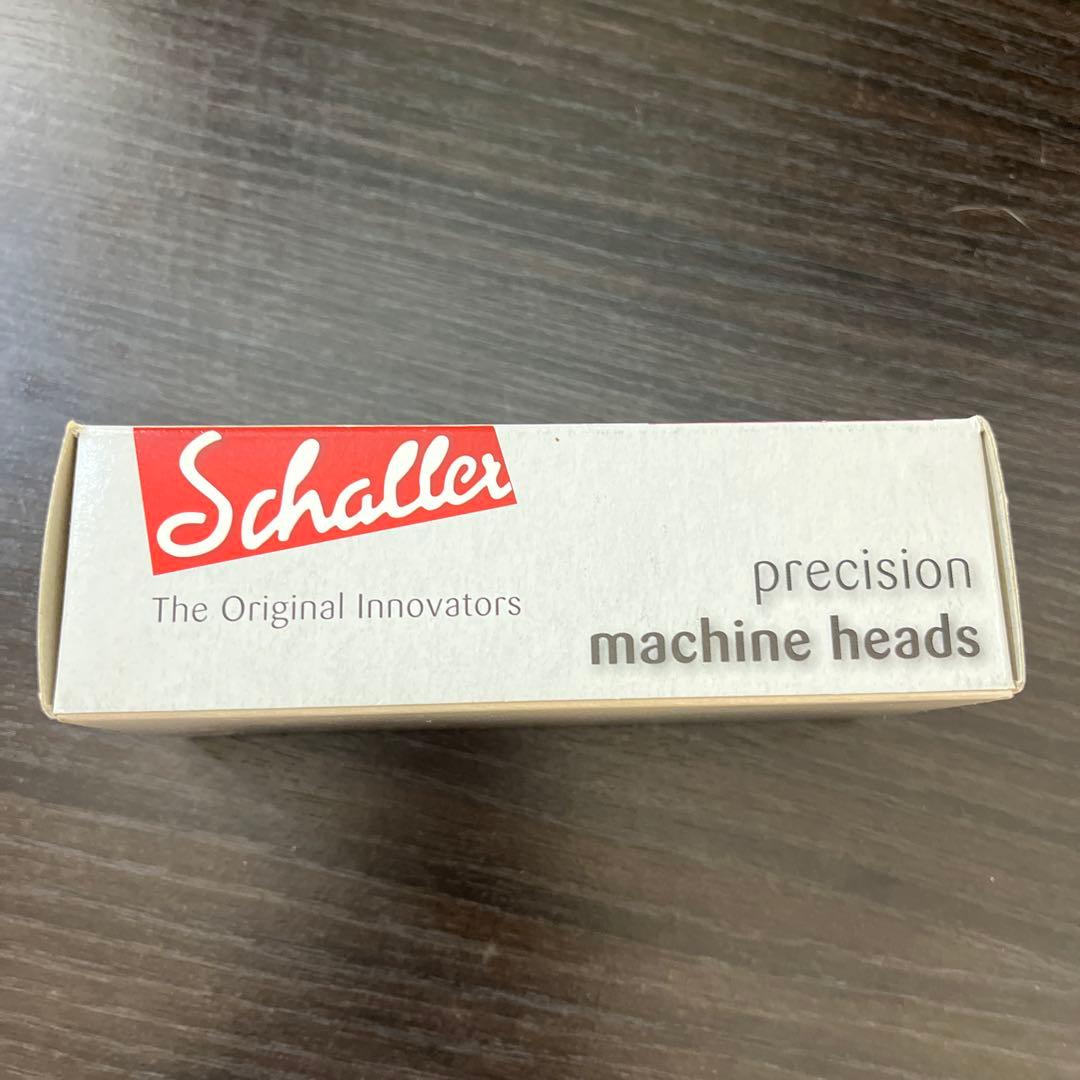 Schaller
The Original Innovators
precision
machine heads